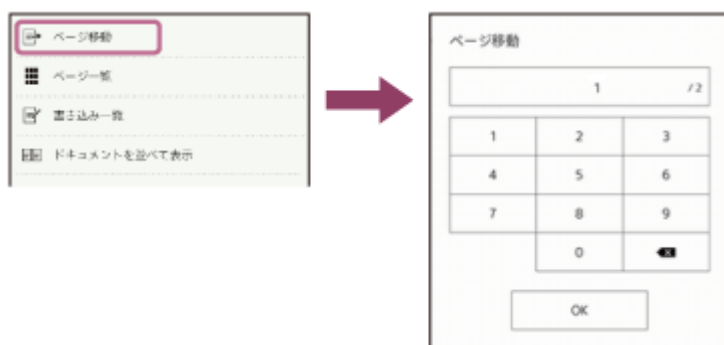 ページ移動
ページ一覧
書き込み一覧
ドキュメントを並べて表示
ページ移動
1 /2
1 2 3
4 5 6
7 8 9
0
OK